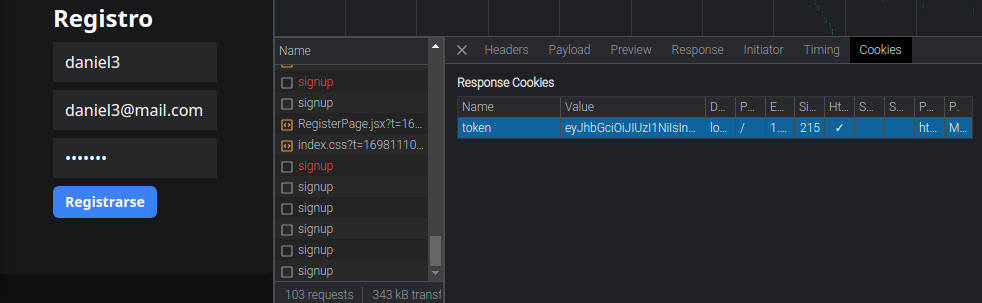 Registro
daniel3
daniel3@mail.com
•••••••
Registrarse
Name
signup
signup
RegisterPage.jsx?t=16...
index.css?t=16981110...
signup
signup
signup
signup
signup
signup
103 requests
343 kB transf
Headers Payload Preview Response Initiator Timing Cookies
Response Cookies
Name Value D... P... E... Si... Ht... S... S... P... P.
token eyJhbGciOiJIUzI1NiIsIn... lo... / 1.... 215 ✓ ht... M...